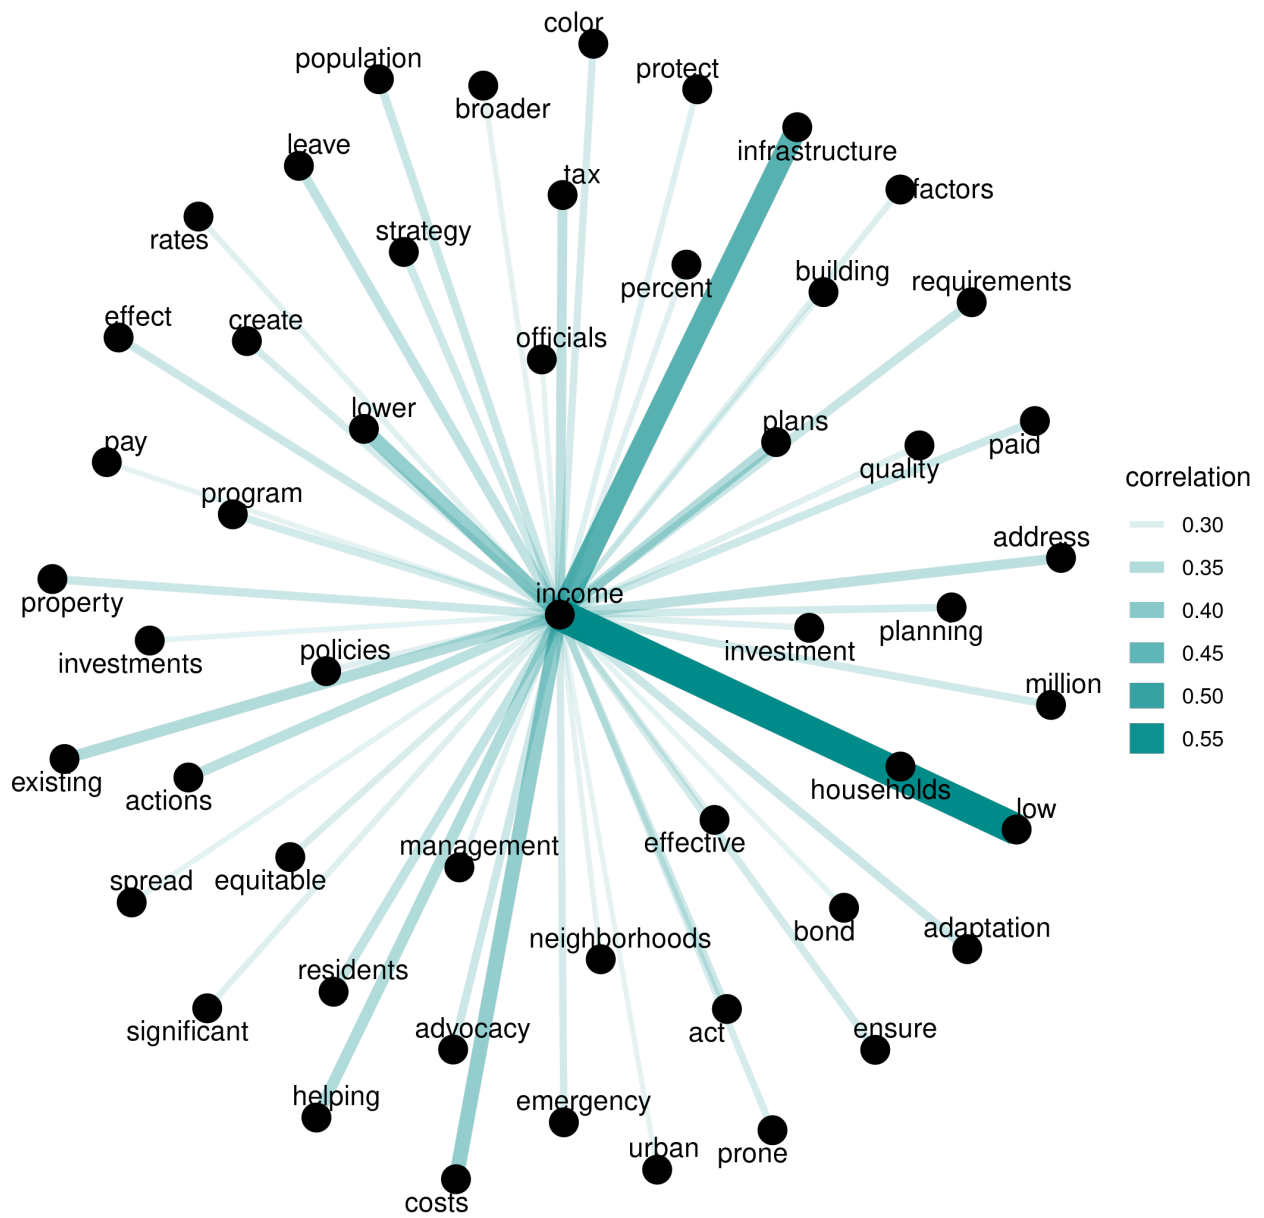 color
population
protect
broader
leave
infrastructure
tax
factors
rates
strategy
building
requirements
percent
effect
create
officials
lower
plans
pay
quality
paid
correlation
program
0.30
address
0.35
income
property
0.40
planning
investments
policies
investment
0.45
million
0.50
0.55
existing
actions
households
low
management
effective
spread
equitable
neighborhoods
bond
adaptation
residents
significant
advocacy
act
ensure
helping
emergency
urban
prone
costs